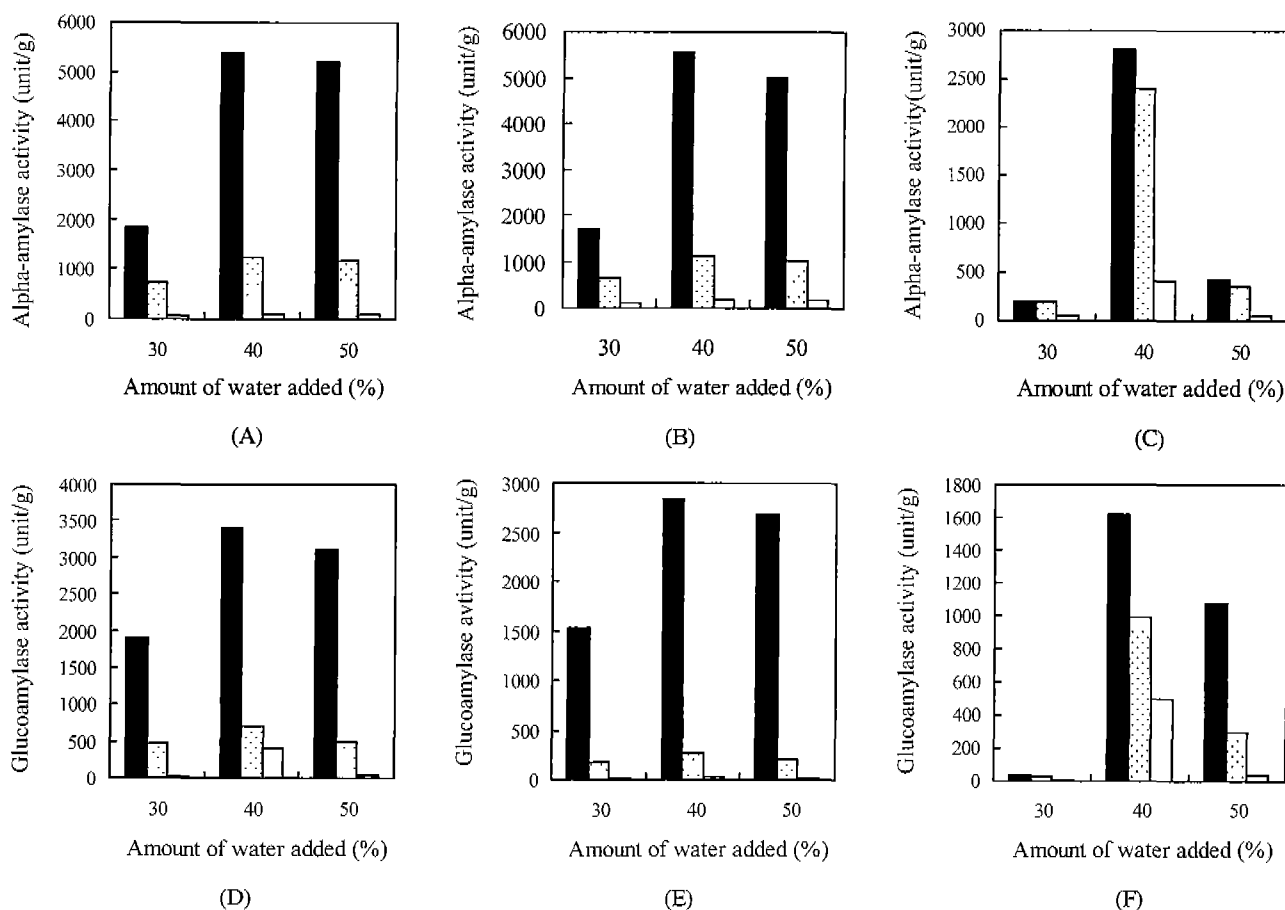 Alpha-amylase activity (unit/g)
6000
5000
4000
3000
2000
1000
0
30 40 50
Amount of water added (%)
(A)
Alpha-amylase activity (unit/g)
6000
5000
4000
3000
2000
1000
0
30 40 50
Amount of water added (%)
(B)
Alpha-amylase activity(unit/g)
3000
2500
2000
1500
1000
500
0
30 40 50
Amount of water added (%)
(C)
Glucoamylase activity (unit/g)
4000
3500
3000
2500
2000
1500
1000
500
0
30 40 50
Amount of water added (%)
(D)
Glucoamylase avtivity (unit/g)
3000
2500
2000
1500
1000
500
0
30 40 50
Amount of water added (%)
(E)
Glucoamylase activity (unit/g)
1800
1600
1400
1200
1000
800
600
400
200
0
30 40 50
Amount of water added (%)
(F)